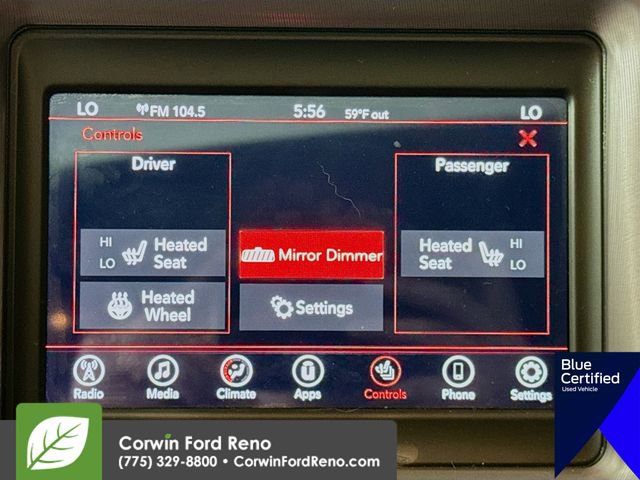 LO FM 104.5 5:56 59°F out LO
Controls
Driver Passenger
HI LO Heated Seat
Mirror Dimmer
Heated Seat HI LO
Heated Wheel
Settings
Radio Media Climate Apps Controls Phone Settings
Blue
Certified
Used Vehicle
Corwin Ford Reno
(775) 329-8800 • CorwinFordReno.com